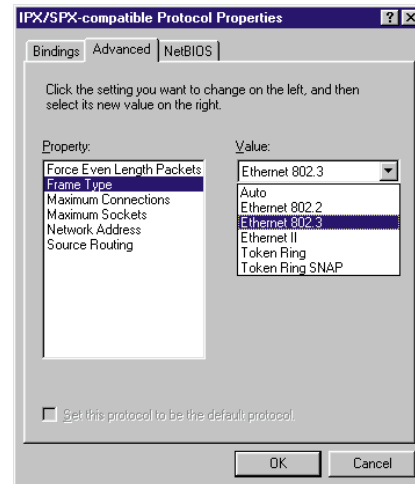 IPX/SPX-compatible Protocol Properties
Bindings Advanced NetBIOS
Click the setting you want to change on the left, and then
select its new value on the right.
Property:
Force Even Length Packets
Frame Type
Maximum Connections
Maximum Sockets
Network Address
Source Routing
Value:
Ethernet 802.3
Auto
Ethernet 802.2
Ethernet 802.3
Ethernet II
Token Ring
Token Ring SNAP
Set this protocol to be the default protocol.
OK Cancel